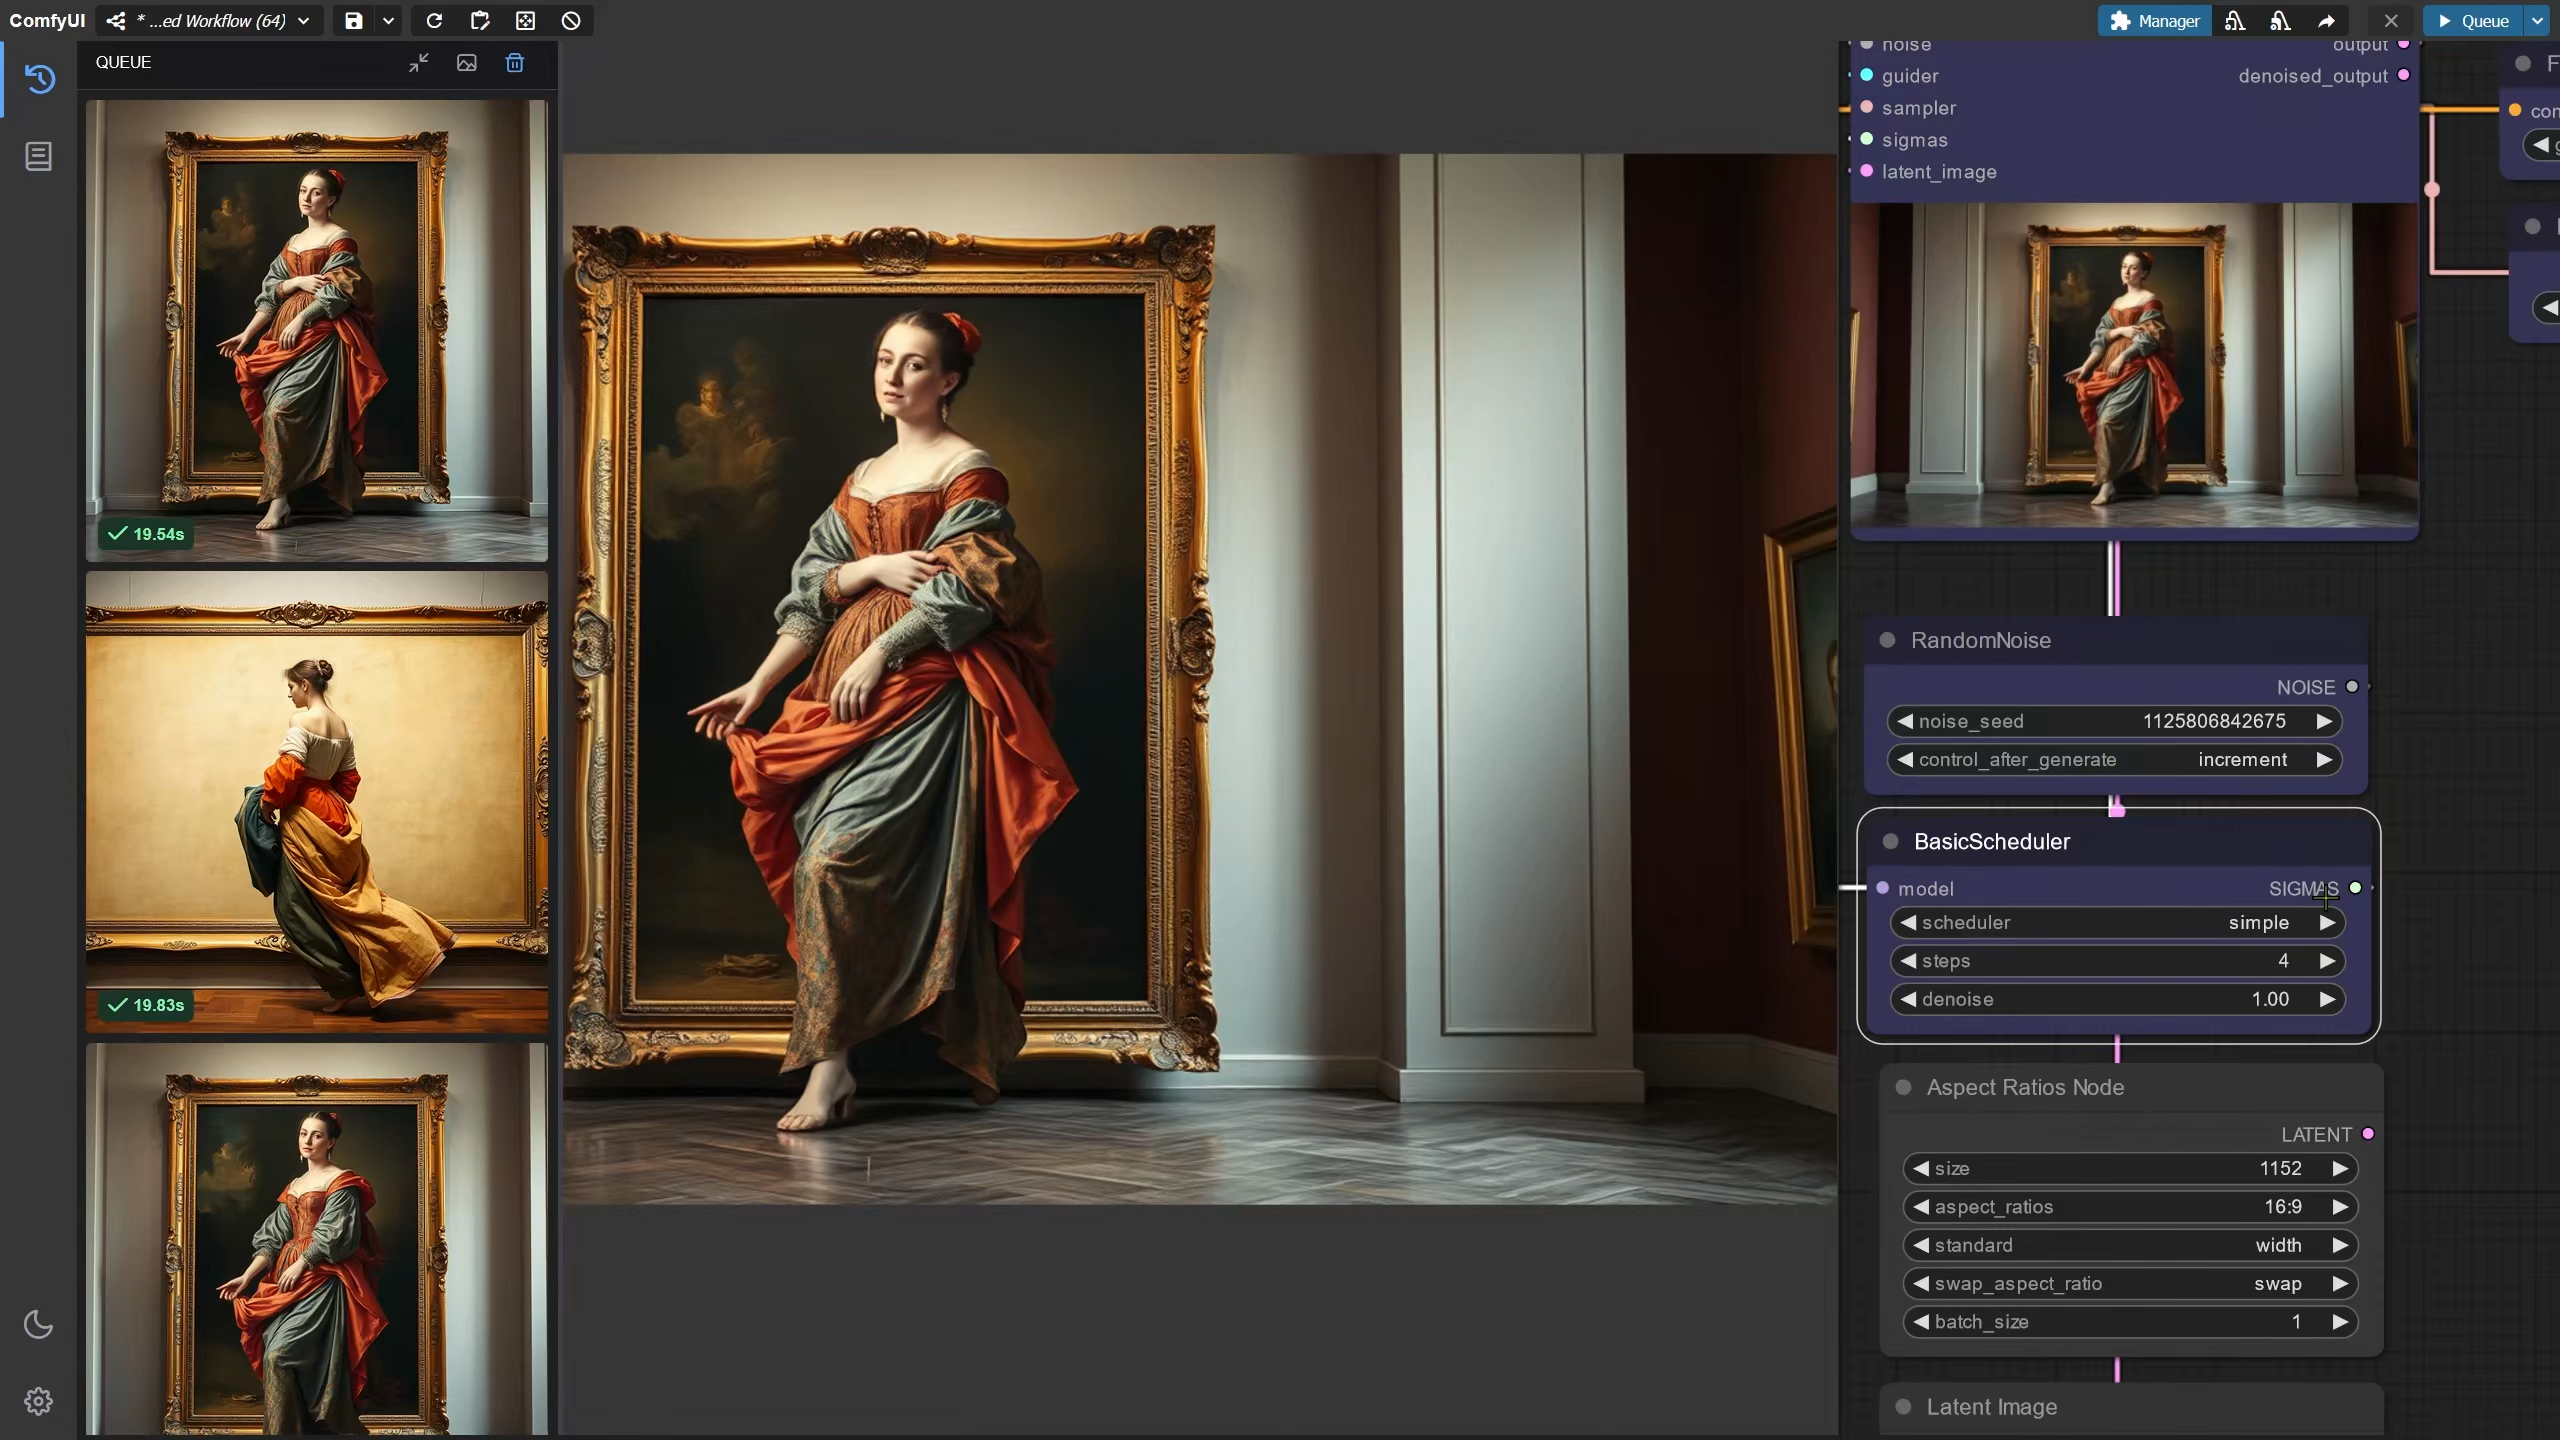 ComfyUI
* ...ed Workflow (64)
Manager
Queue
QUEUE
19.54s
19.83s
noise
output
guider
denoised_output
sampler
sigmas
latent_image
F
con
RandomNoise
NOISE
noise_seed 1125806842675
control_after_generate increment
BasicScheduler
model SIGMAS
scheduler simple
steps 4
denoise 1.00
Aspect Ratios Node
LATENT
size 1152
aspect_ratios 16:9
standard width
swap_aspect_ratio swap
batch_size 1
Latent Image